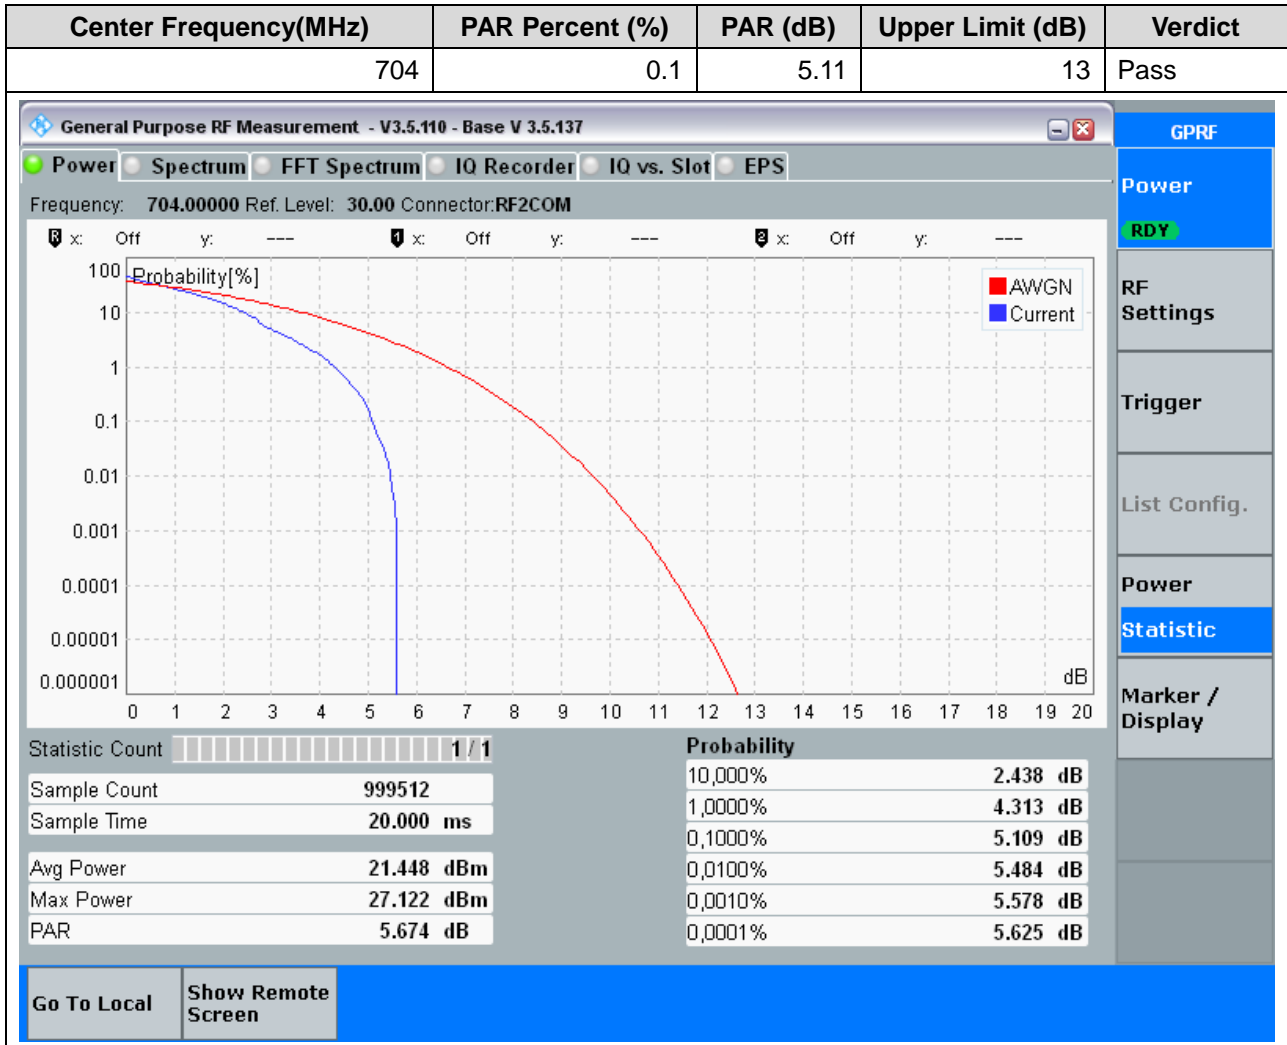 Center Frequency(MHz) PAR Percent (%) PAR (dB) Upper Limit (dB) Verdict
704 0.1 5.11 13 Pass
General Purpose RF Measurement - V3.5.110 - Base V 3.5.137
GPRF
Power Spectrum FFT Spectrum IQ Recorder IQ vs. Slot EPS
Power
RDY
Frequency: 704.00000 Ref. Level: 30.00 Connector:RF2COM
R x: Off y: --- 1 x: Off y: --- 2 x: Off y: ---
Probability[%]
AWGN
Current
100
10
1
0.1
0.01
0.001
0.0001
0.00001
0.000001
dB
0 1 2 3 4 5 6 7 8 9 10 11 12 13 14 15 16 17 18 19 20
RF
Settings
Trigger
List Config.
Power
Statistic
Marker /
Display
Statistic Count 1 / 1
Sample Count 999512
Sample Time 20.000 ms
Avg Power 21.448 dBm
Max Power 27.122 dBm
PAR 5.674 dB
Probability
10,000% 2.438 dB
1,0000% 4.313 dB
0,1000% 5.109 dB
0,0100% 5.484 dB
0,0010% 5.578 dB
0,0001% 5.625 dB
Go To Local
Show Remote
Screen